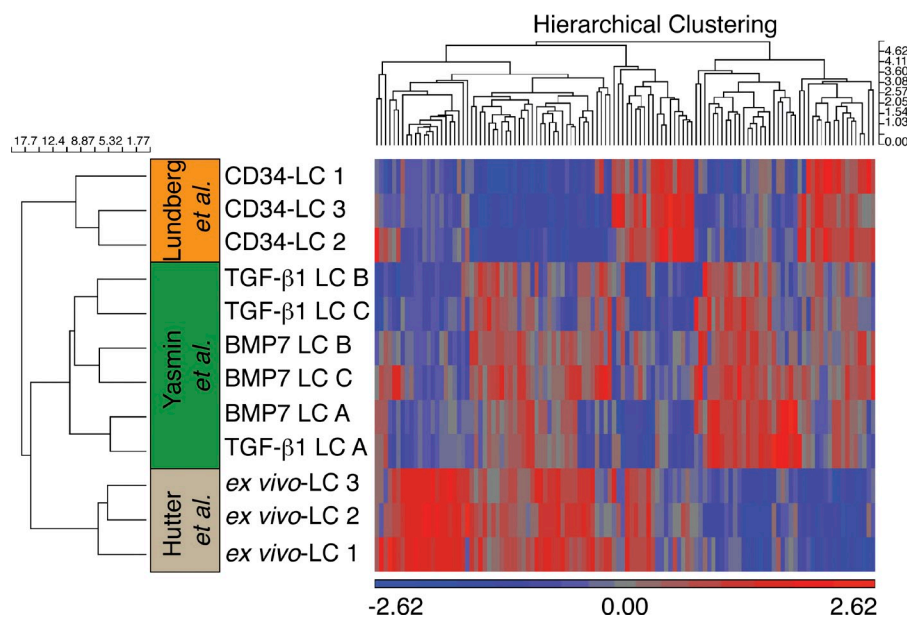 Hierarchical Clustering
4.62
4.11
3.60
3.08
2.57
2.05
1.54
1.03
0.00
17.7 12.4 8.87 5.32 1.77
Lundberg
et al.
CD34-LC 1
CD34-LC 3
CD34-LC 2
Yasmin
et al.
TGF-β1 LC B
TGF-β1 LC C
BMP7 LC B
BMP7 LC C
BMP7 LC A
TGF-β1 LC A
Hutter
et al.
ex vivo-LC 3
ex vivo-LC 2
ex vivo-LC 1
-2.62 0.00 2.62